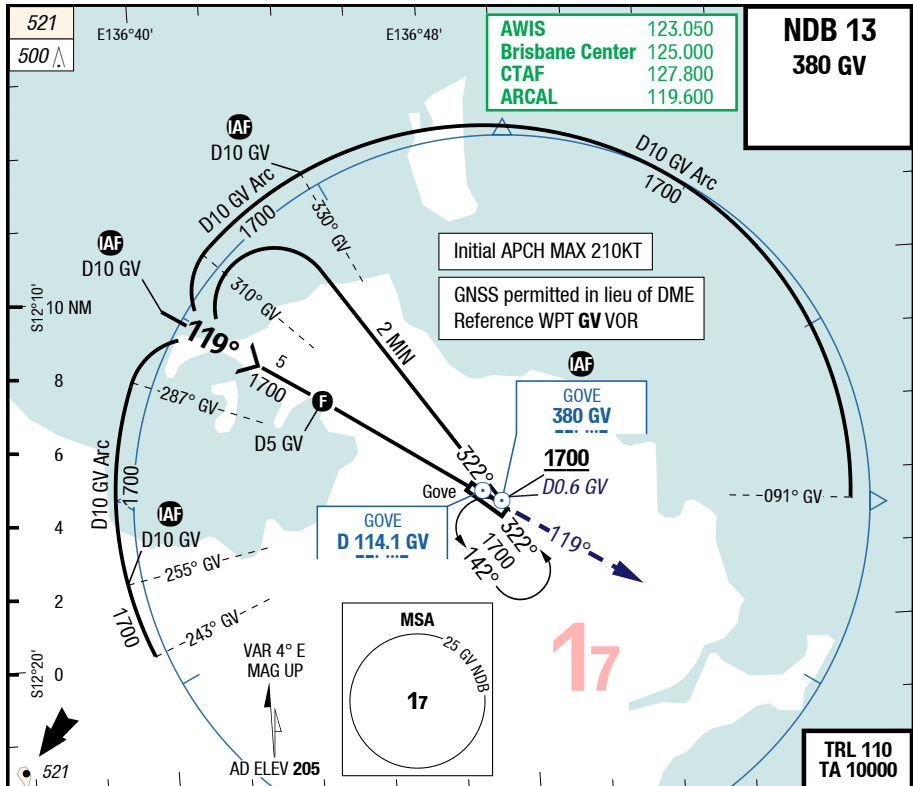 521
500
E136°40'
E136°48'
AWIS 123.050
Brisbane Center 125.000
CTAF 127.800
ARCAL 119.600
NDB 13
380 GV
IAF
D10 GV
D10 GV Arc
1700
D10 GV Arc
1700
330° GV
IAF
D10 GV
310° GV
Initial APCH MAX 210KT
GNSS permitted in lieu of DME
Reference WPT GV VOR
S12°10'
10 NM
119°
5
1700
2 MIN
8
287° GV
F
D5 GV
IAF
GOVE
380 GV
6
D10 GV Arc
1700
322°
1700
D0.6 GV
Gove
091° GV
4
IAF
D10 GV
GOVE
D 114.1 GV
322°
1700
142°
119°
255° GV
2
1700
243° GV
MSA
25 GV NDB
17
17
VAR 4° E
MAG UP
S12°20'
0
AD ELEV 205
521
TRL 110
TA 10000